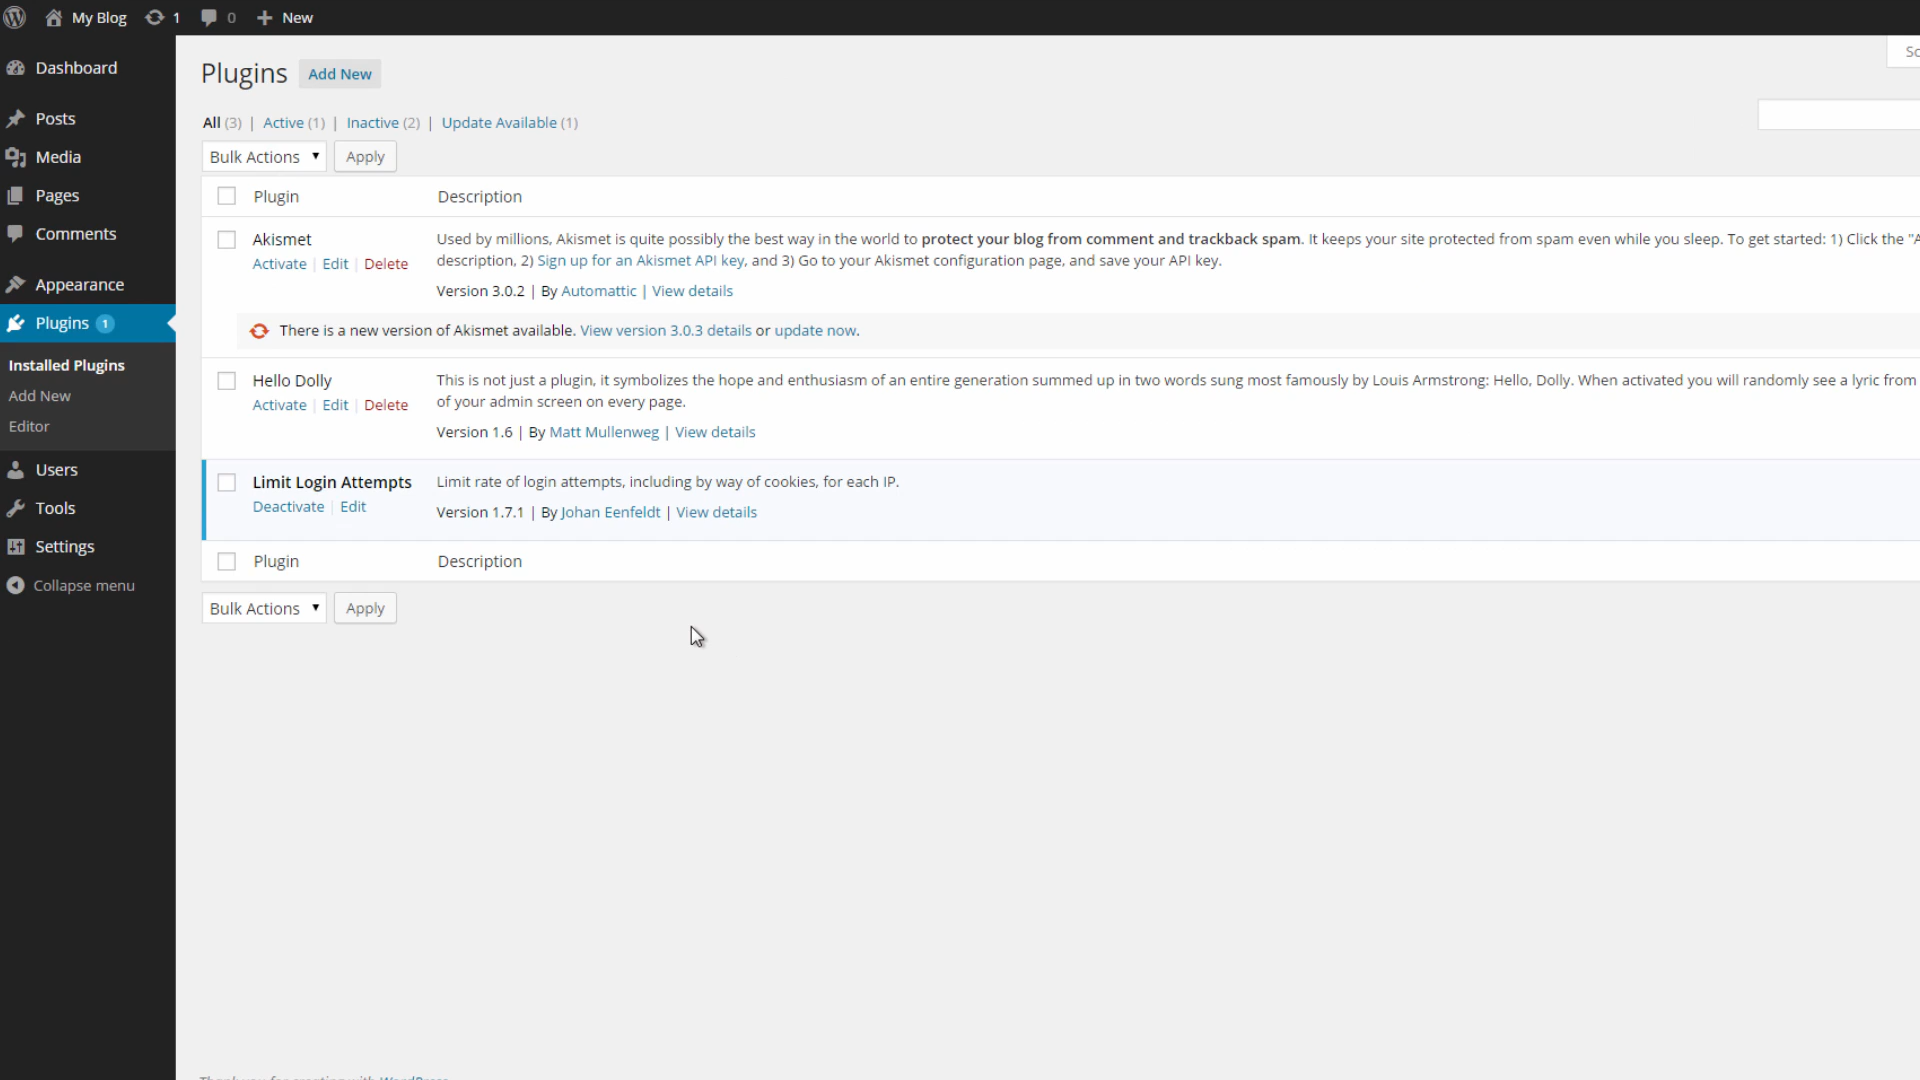 My Blog 1 0 New
Dashboard
Posts
Media
Pages
Comments
Appearance
Plugins 1
Installed Plugins
Add New
Editor
Users
Tools
Settings
Collapse menu
Plugins Add New
All (3) | Active (1) | Inactive (2) | Update Available (1)
Bulk Actions Apply
Plugin Description
Akismet
Activate | Edit | Delete
Used by millions, Akismet is quite possibly the best way in the world to protect your blog from comment and trackback spam. It keeps your site protected from spam even while you sleep. To get started: 1) Click the "A
description, 2) Sign up for an Akismet API key, and 3) Go to your Akismet configuration page, and save your API key.
Version 3.0.2 | By Automattic | View details
There is a new version of Akismet available. View version 3.0.3 details or update now.
Hello Dolly
Activate | Edit | Delete
This is not just a plugin, it symbolizes the hope and enthusiasm of an entire generation summed up in two words sung most famously by Louis Armstrong: Hello, Dolly. When activated you will randomly see a lyric from
of your admin screen on every page.
Version 1.6 | By Matt Mullenweg | View details
Limit Login Attempts
Deactivate | Edit
Limit rate of login attempts, including by way of cookies, for each IP.
Version 1.7.1 | By Johan Eenfeldt | View details
Plugin Description
Bulk Actions Apply
Thank you for creating with WordPress